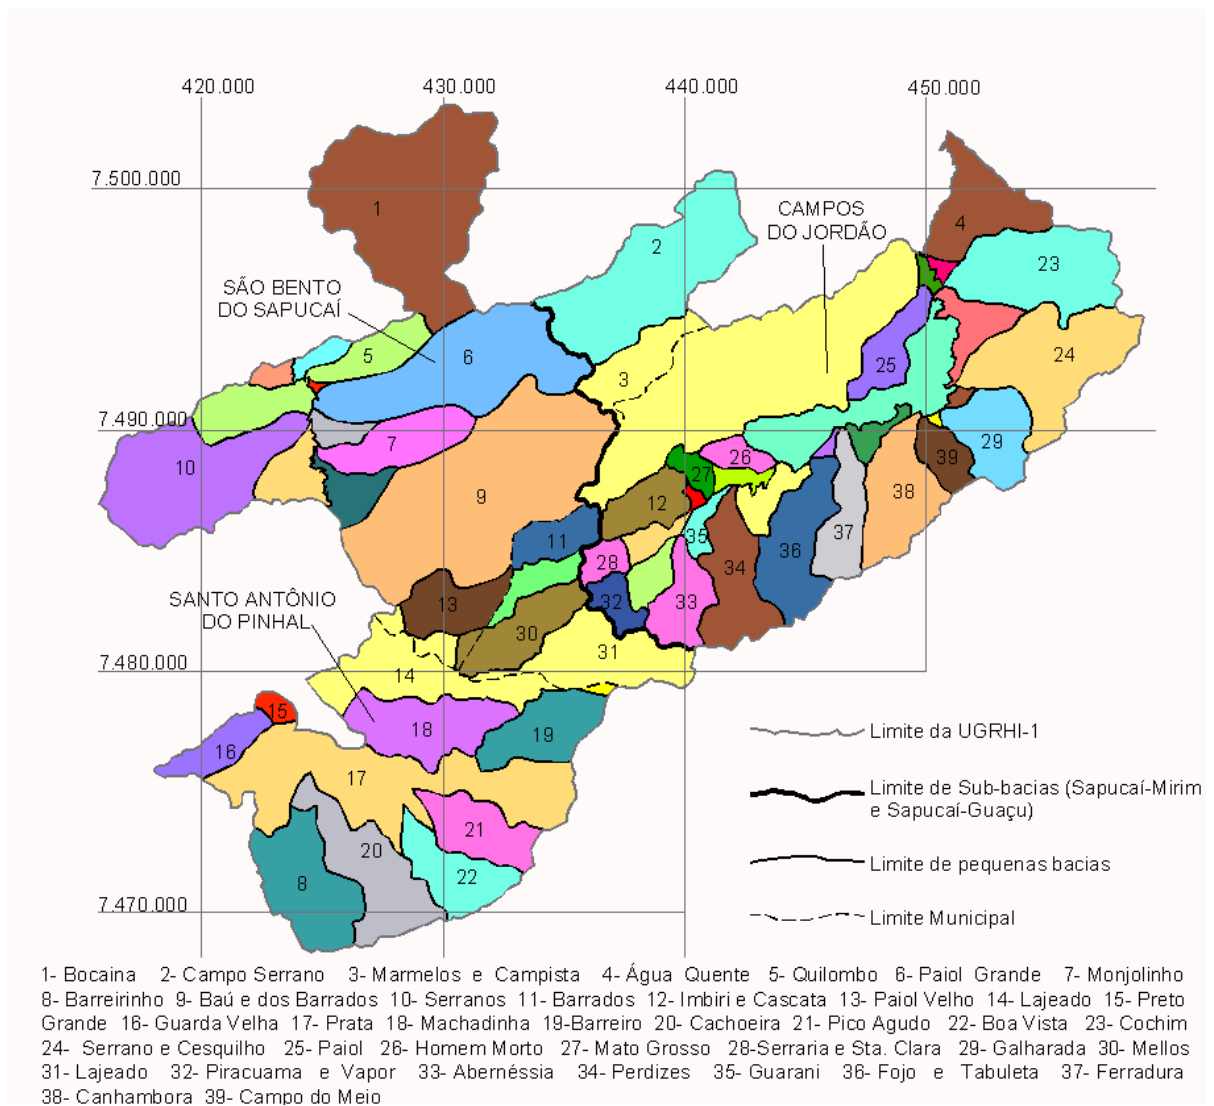 420.000 430.000 440.000 450.000
7.500.000
1
2
CAMPOS
DO JORDÃO
4
23
SÃO BENTO
DO SAPUCAÍ
5
6
3
25
24
7.490.000
10
7
9
26
27
12
39
29
38
11
35
28
34
36
37
SANTO ANTÔNIO
DO PINHAL
13
32
33
30
31
7.480.000
14
15
16
18
19
17
21
20
22
8
7.470.000
Limite da UGRHI-1
Limite de Sub-bacias (Sapucaí-Mirim
e Sapucaí-Guaçu)
Limite de pequenas bacias
Limite Municipal
1- Bocaina 2- Campo Serrano 3- Marmelos e Campista 4- Água Quente 5- Quilombo 6- Paiol Grande 7- Monjolinho
8- Barreirinho 9- Baú e dos Barrados 10- Serranos 11- Barrados 12- Imbiri e Cascata 13- Paiol Velho 14- Lajeado 15- Preto
Grande 16- Guarda Velha 17- Prata 18- Machadinha 19-Barreiro 20- Cachoeira 21- Pico Agudo 22- Boa Vista 23- Cochim
24- Serrano e Cesquilho 25- Paiol 26- Homem Morto 27- Mato Grosso 28-Serraria e Sta. Clara 29- Galharada 30- Mellos
31- Lajeado 32- Piracuama e Vapor 33- Abernéssia 34- Perdizes 35- Guarani 36- Fojo e Tabuleta 37- Ferradura
38- Canhambora 39- Campo do Meio